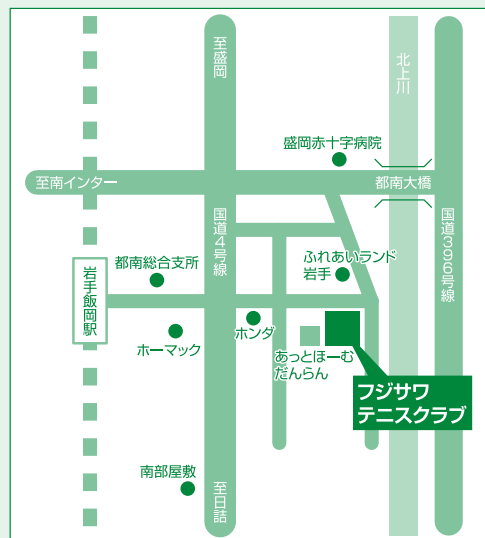 至盛岡
北上川
盛岡赤十字病院
至南インター
都南大橋
国道4号線
国道396号線
都南総合支所
ふれあいランド
岩手
岩手飯岡駅
ホンダ
ホーマック
あっとほーむ
だんらん
フジサワ
テニスクラブ
南部屋敷
至日詰